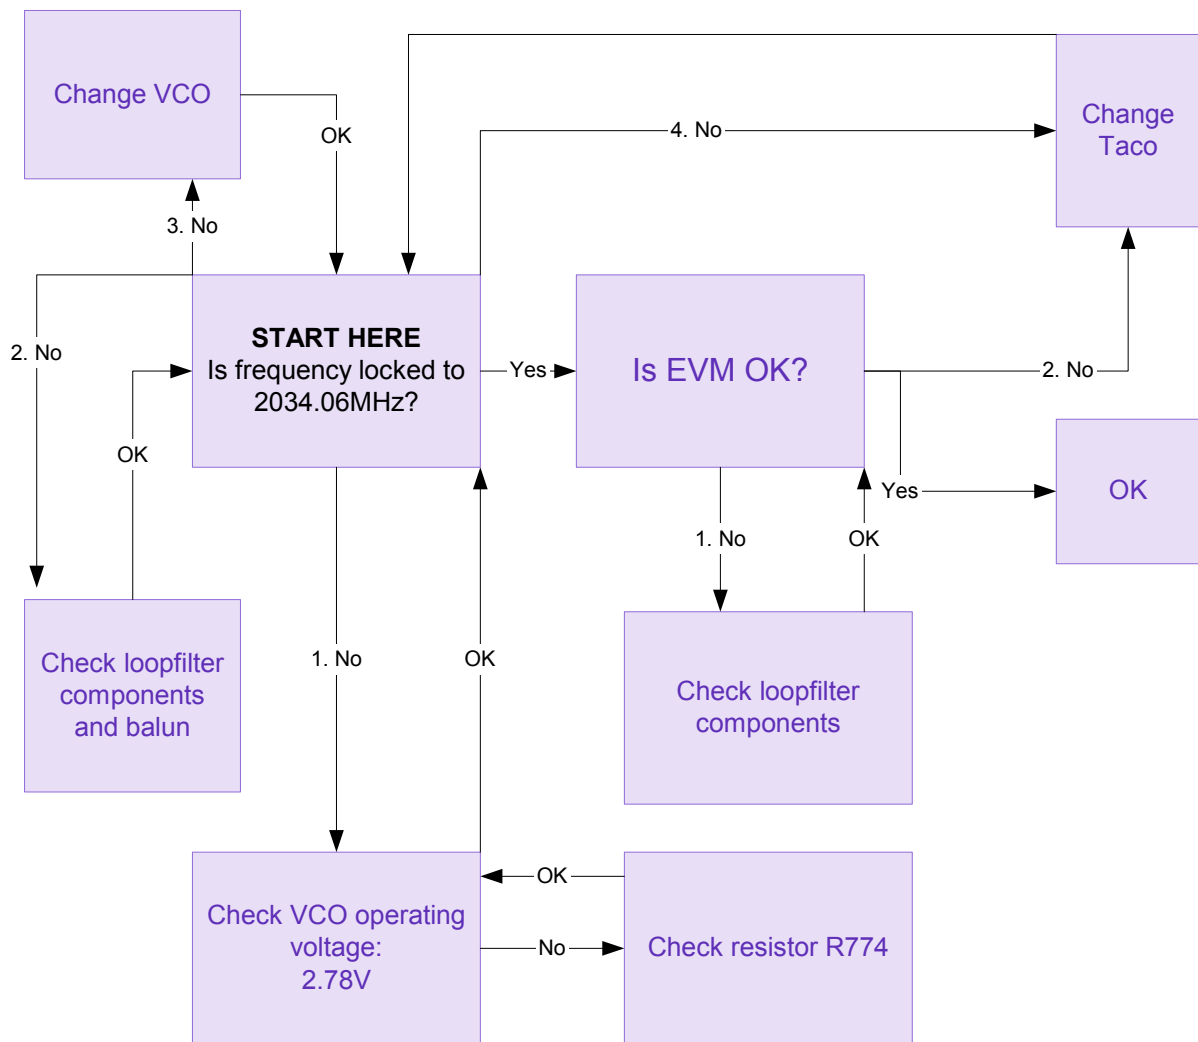 Change VCO
OK
4. No
Change
Taco
3. No
2. No
START HERE
Is frequency locked to
2034.06MHz?
Yes
Is EVM OK?
2. No
OK
Yes
OK
1. No
OK
Check loopfilter
components
and balun
1. No
OK
Check loopfilter
components
Check VCO operating
voltage:
2.78V
OK
No
Check resistor R774